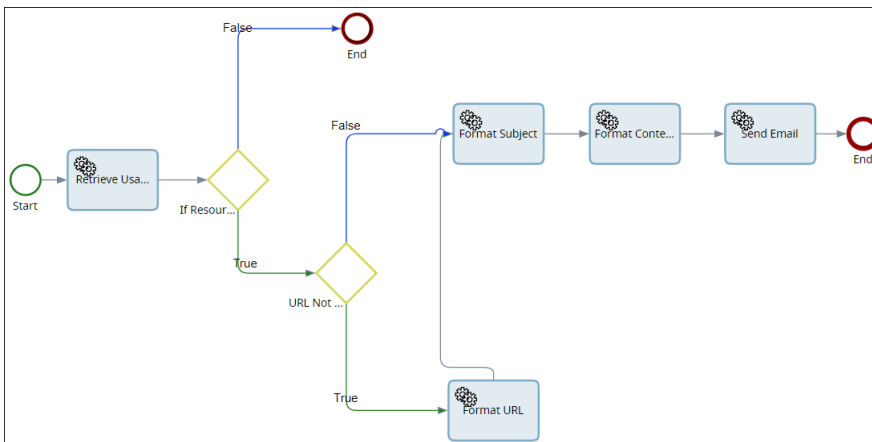 False
End
False
Format Subject
Format Conte...
Send Email
End
Start
Retrieve Usa...
If Resour...
True
URL Not ...
True
Format URL